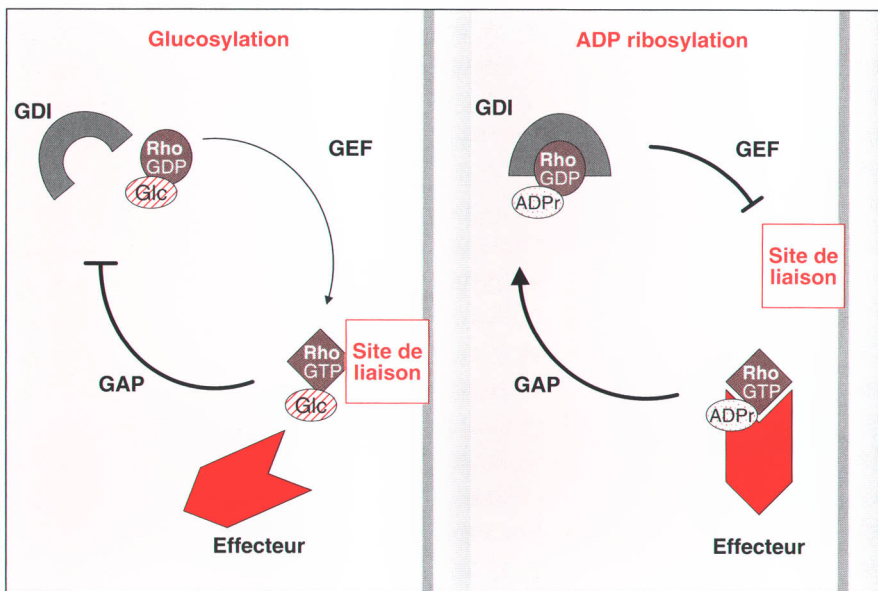 Glucosylation
GDI
Rho
GDP
Glc
GEF
GAP
Rho
GTP
Glc
Site de
liaison
Effecteur
ADP ribosylation
GDI
Rho
GDP
ADPr
GEF
Site de
liaison
GAP
Rho
GTP
ADPr
Effecteur